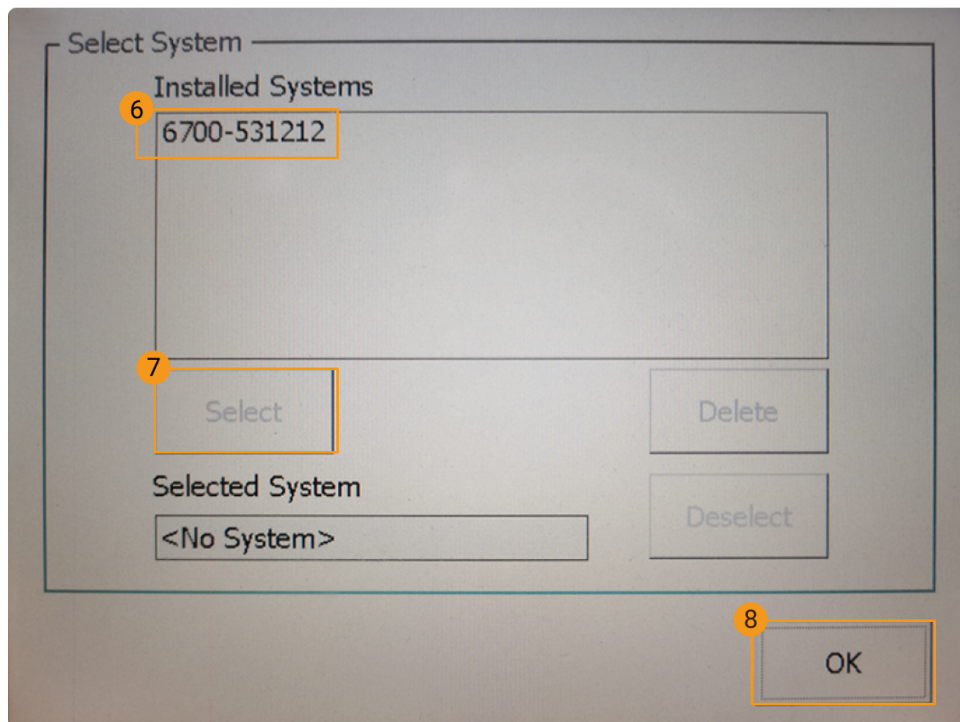 Select System
Installed Systems
6
6700-531212
7
Select
Delete
Selected System
Deselect
<No System>
8
OK